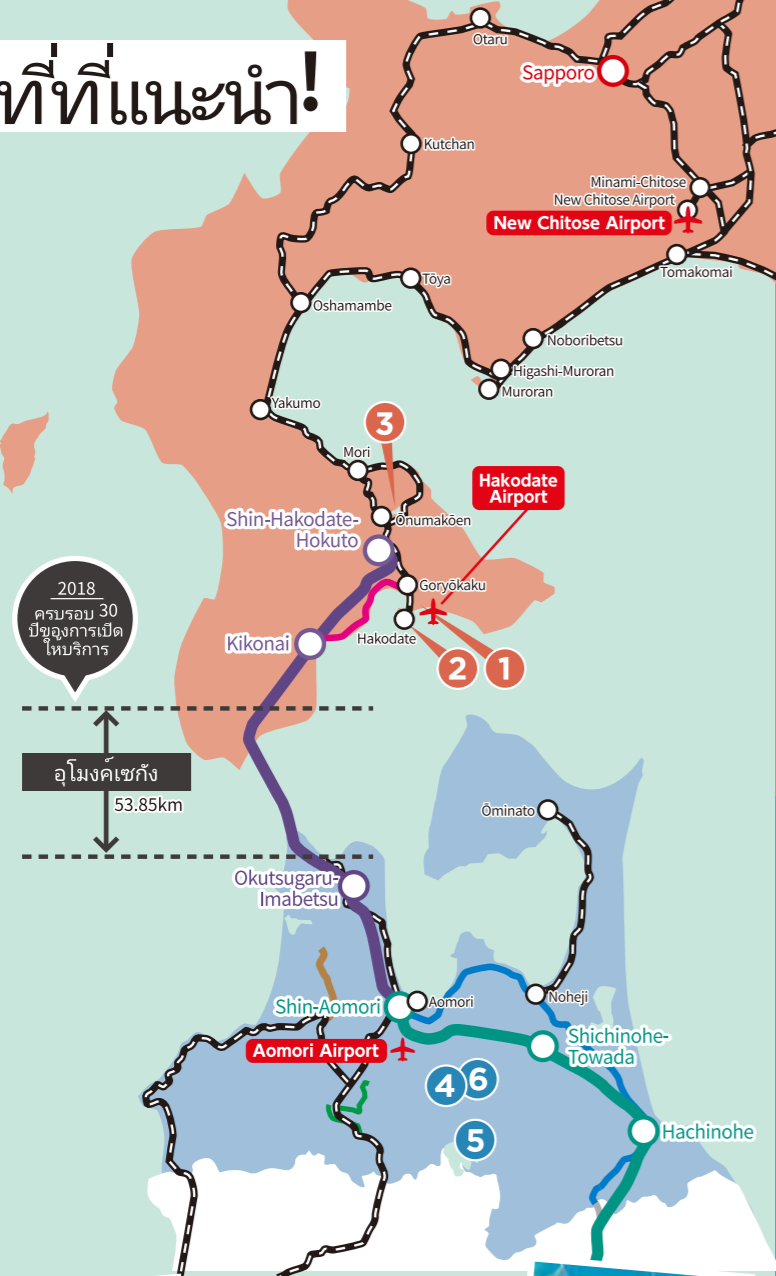 ที่ที่แนะนำ!
Otaru
Sapporo
Kutchan
Minami-Chitose
New Chitose Airport
New Chitose Airport
Tomakomai
Tōya
Oshamambe
Noboribetsu
Higashi-Muroran
Muroran
Yakumo
3
Mori
Hakodate
Airport
Shin-Hakodate-
Hokuto
Ōnumakōen
Goryōkaku
2018
ครบรอบ 30
ปีของการเปิด
ให้บริการ
Kikonai
Hakodate
2
1
อุโมงค์เซกัง
53.85km
Ōminato
Okutsugaru-
Imabetsu
Shin-Aomori
Aomori
Noheji
Aomori Airport
Shichinohe-
Towada
4
6
5
Hachinohe